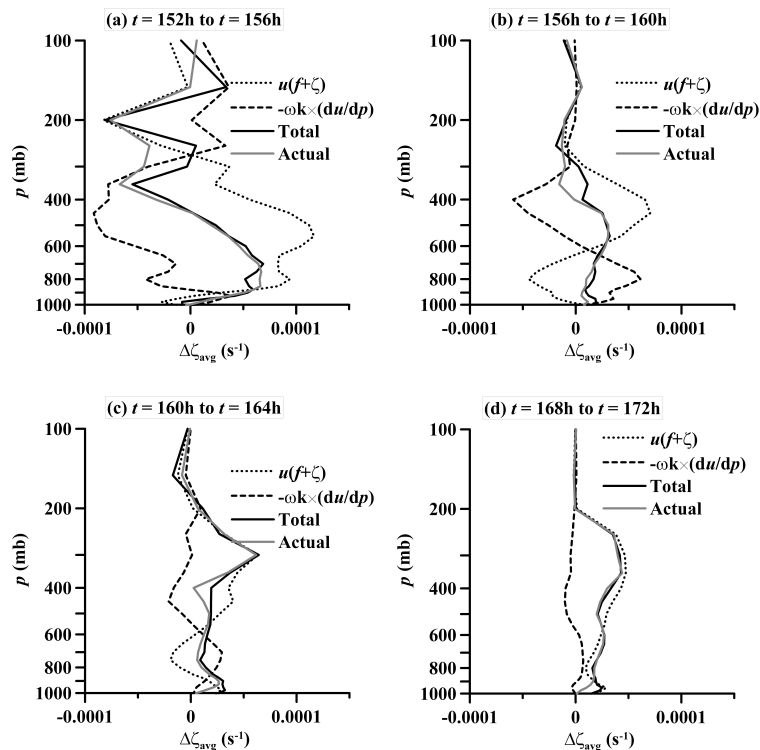 (a) t = 152h to t = 156h
100
200
400
600
800
1000
p (mb)
u(f+ζ)
-ωk×(du/dp)
Total
Actual
-0.0001 0 0.0001
Δζavg (s-1)
(b) t = 156h to t = 160h
100
200
400
600
800
1000
p (mb)
u(f+ζ)
-ωk×(du/dp)
Total
Actual
-0.0001 0 0.0001
Δζavg (s-1)
(c) t = 160h to t = 164h
100
200
400
600
800
1000
p (mb)
u(f+ζ)
-ωk×(du/dp)
Total
Actual
-0.0001 0 0.0001
Δζavg (s-1)
(d) t = 168h to t = 172h
100
200
400
600
800
1000
p (mb)
u(f+ζ)
-ωk×(du/dp)
Total
Actual
-0.0001 0 0.0001
Δζavg (s-1)